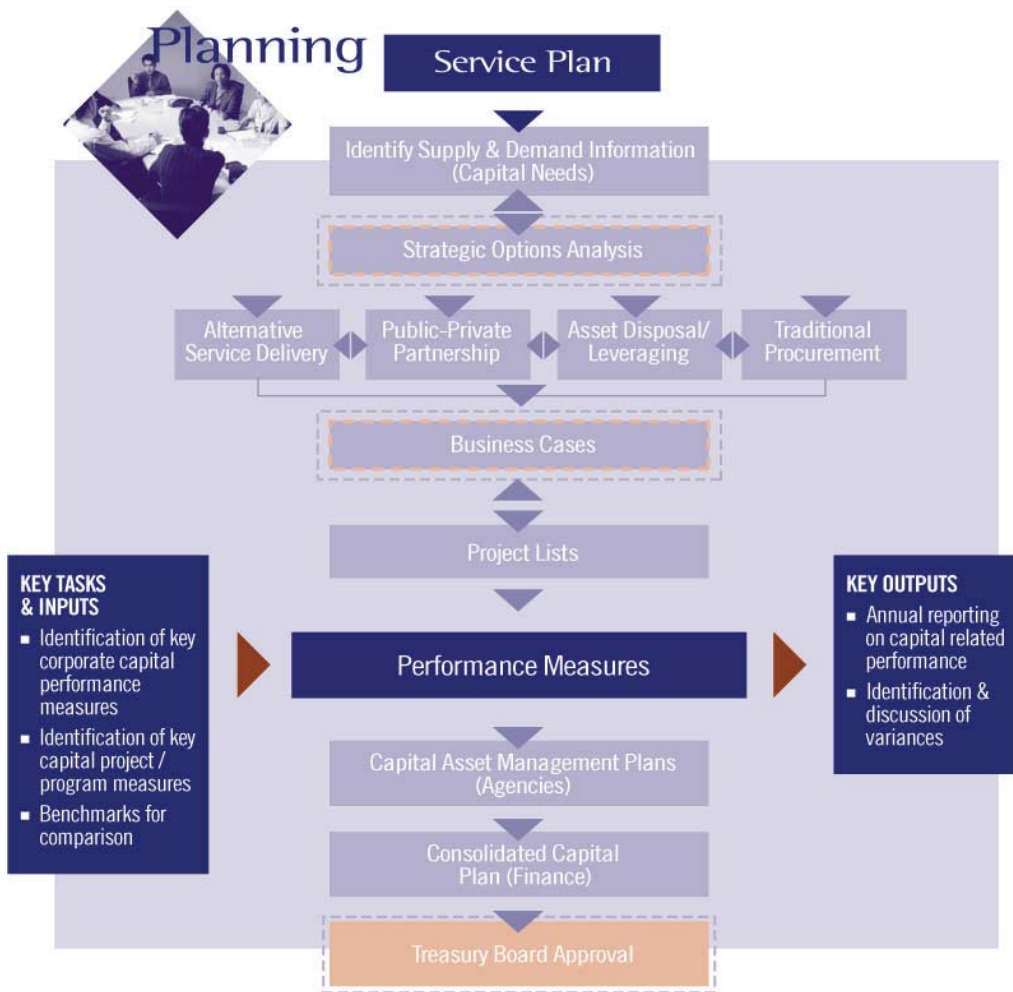 Planning
Service Plan
Identify Supply & Demand Information
(Capital Needs)
Strategic Options Analysis
Alternative
Service Delivery
Public-Private
Partnership
Asset Disposal/
Leveraging
Traditional
Procurement
Business Cases
Project Lists
KEY TASKS
& INPUTS
■ Identification of key
corporate capital
performance
measures
■ Identification of key
capital project /
program measures
■ Benchmarks for
comparison
Performance Measures
KEY OUTPUTS
■ Annual reporting
on capital related
performance
■ Identification &
discussion of
variances
Capital Asset Management Plans
(Agencies)
Consolidated Capital
Plan (Finance)
Treasury Board Approval